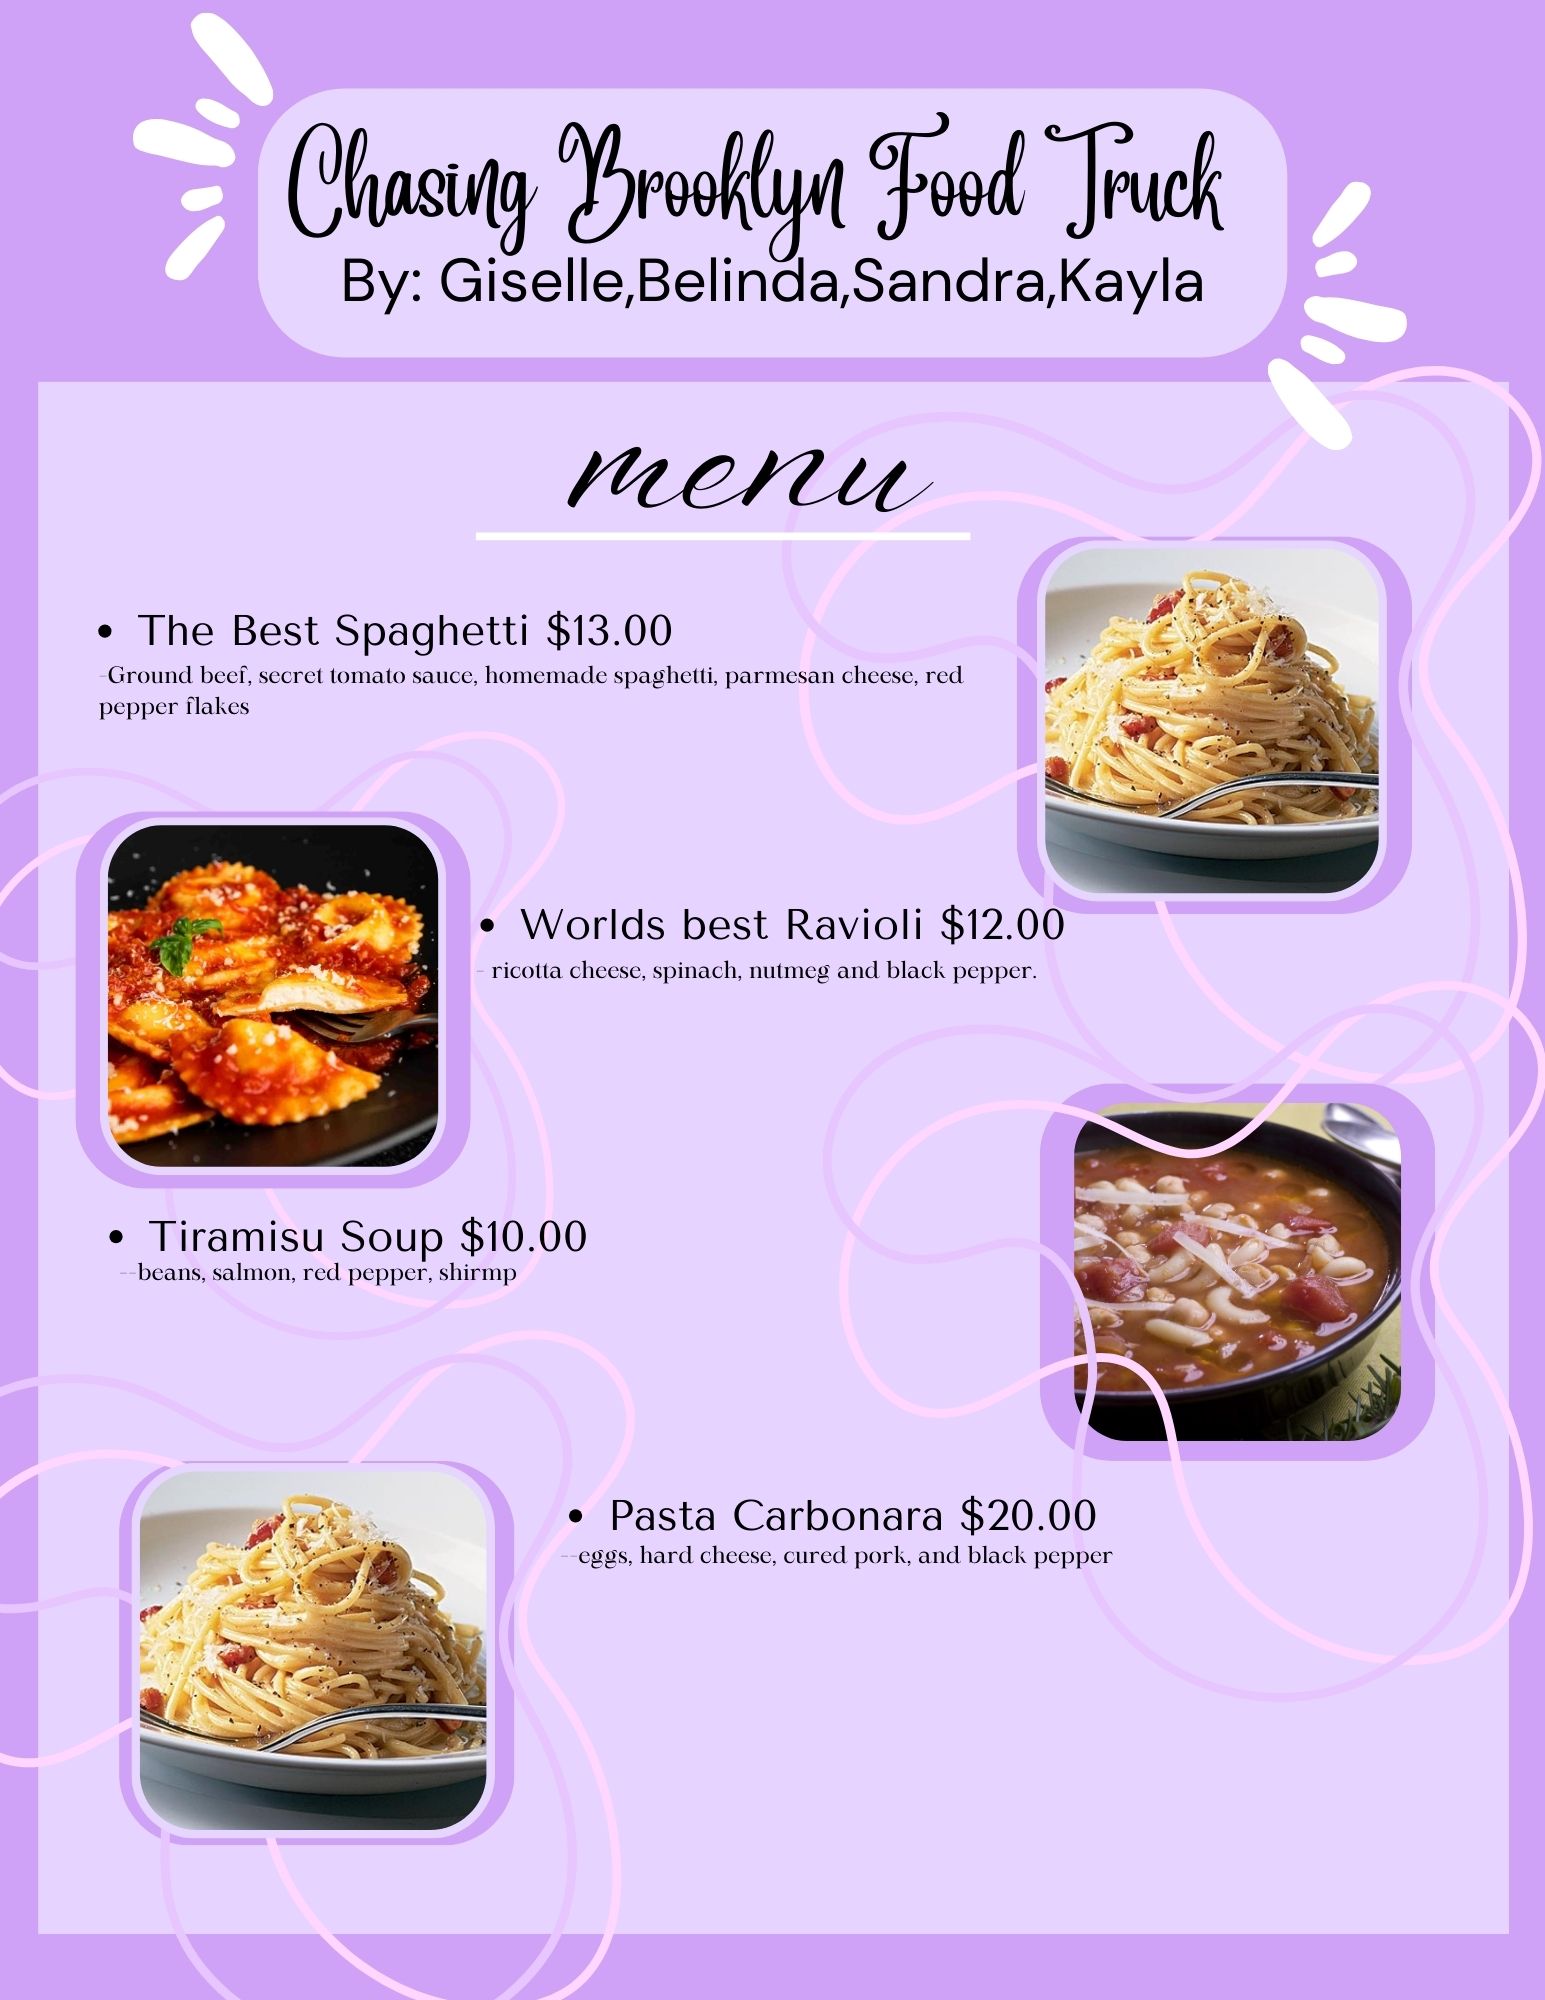 Chasing Brooklyn Food Truck
By: Giselle,Belinda,Sandra,Kayla
menu
• The Best Spaghetti $13.00
-Ground beef, secret tomato sauce, homemade spaghetti, parmesan cheese, red
pepper flakes
• Worlds best Ravioli $12.00
- ricotta cheese, spinach, nutmeg and black pepper.
• Tiramisu Soup $10.00
--beans, salmon, red pepper, shirmp
• Pasta Carbonara $20.00
--eggs, hard cheese, cured pork, and black pepper